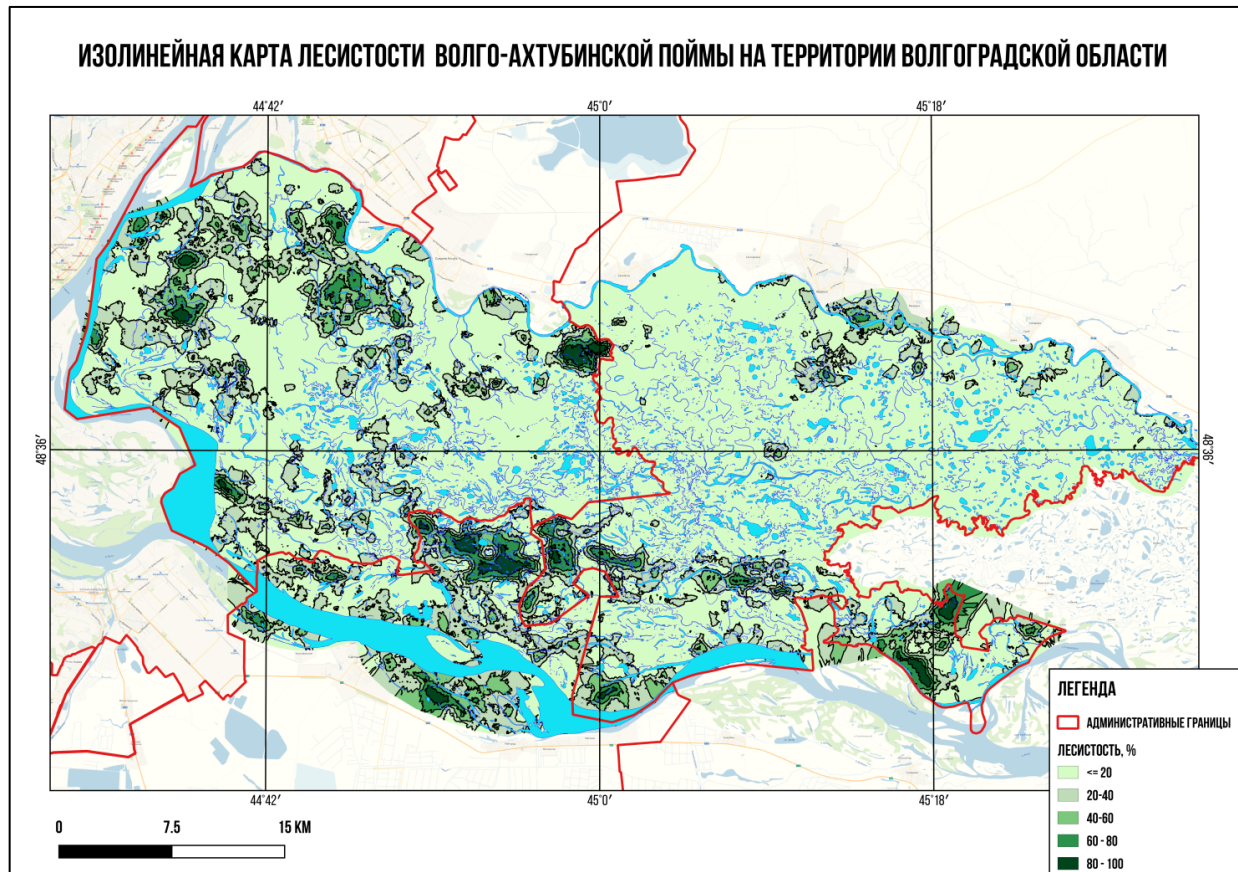 ИЗОЛИНЕЙНАЯ КАРТА ЛЕСИСТОСТИ ВОЛГО-АХТУБИНСКОЙ ПОЙМЫ НА ТЕРРИТОРИИ ВОЛГОГРАДСКОЙ ОБЛАСТИ
44°42′ 45°0′ 45°18′
48°36′ 48°36′
44°42′ 45°0′ 45°18′
0 7.5 15 КМ
ЛЕГЕНДА
АДМИНИСТРАТИВНЫЕ ГРАНИЦЫ
ЛЕСИСТОСТЬ, %
<= 20
20-40
40-60
60 - 80
80 - 100